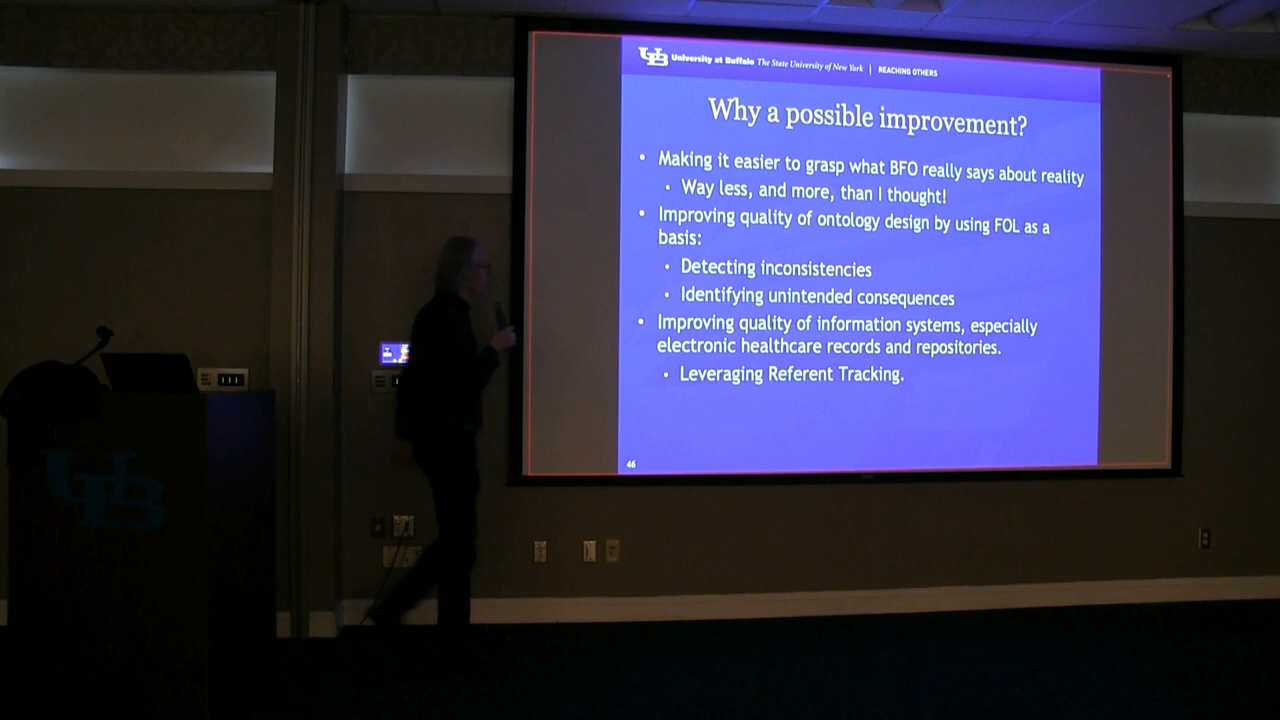 UB University at Buffalo The State University of New York | REACHING OTHERS
Why a possible improvement?
• Making it easier to grasp what BFO really says about reality
• Way less, and more, than I thought!
• Improving quality of ontology design by using FOL as a
basis:
• Detecting inconsistencies
• Identifying unintended consequences
• Improving quality of information systems, especially
electronic healthcare records and repositories.
• Leveraging Referent Tracking.
46
UB